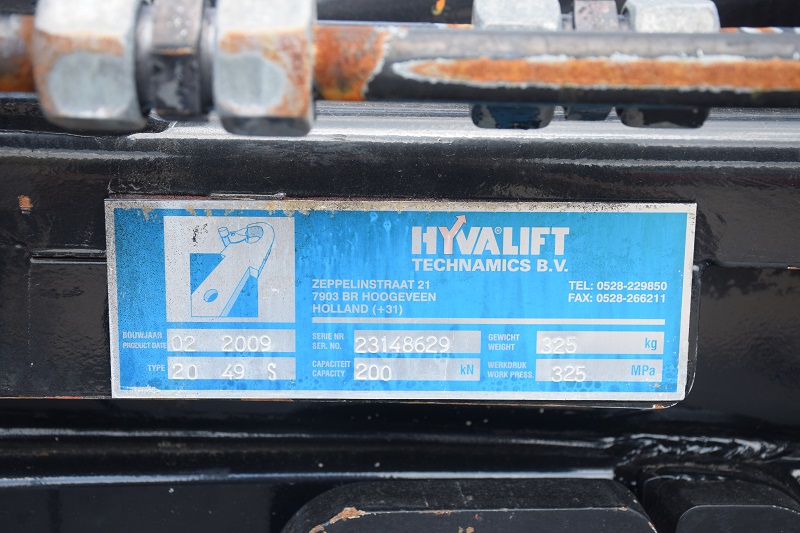 HYVALIFT
TECHNAMICS B.V.
ZEPPELINSTRAAT 21
7903 BR HOOGEVEEN
HOLLAND (+31)
TEL: 0528-229850
FAX: 0528-266211
BOUWJAAR
PRODUCT DATE
02 2009
SERIE NR.
SER. NO.
23148629
GEWICHT
WEIGHT
325 kg
TYPE
20 49 S
CAPACITEIT
CAPACITY
200 kN
WERKDRUK
WORK PRESS.
325 MPa